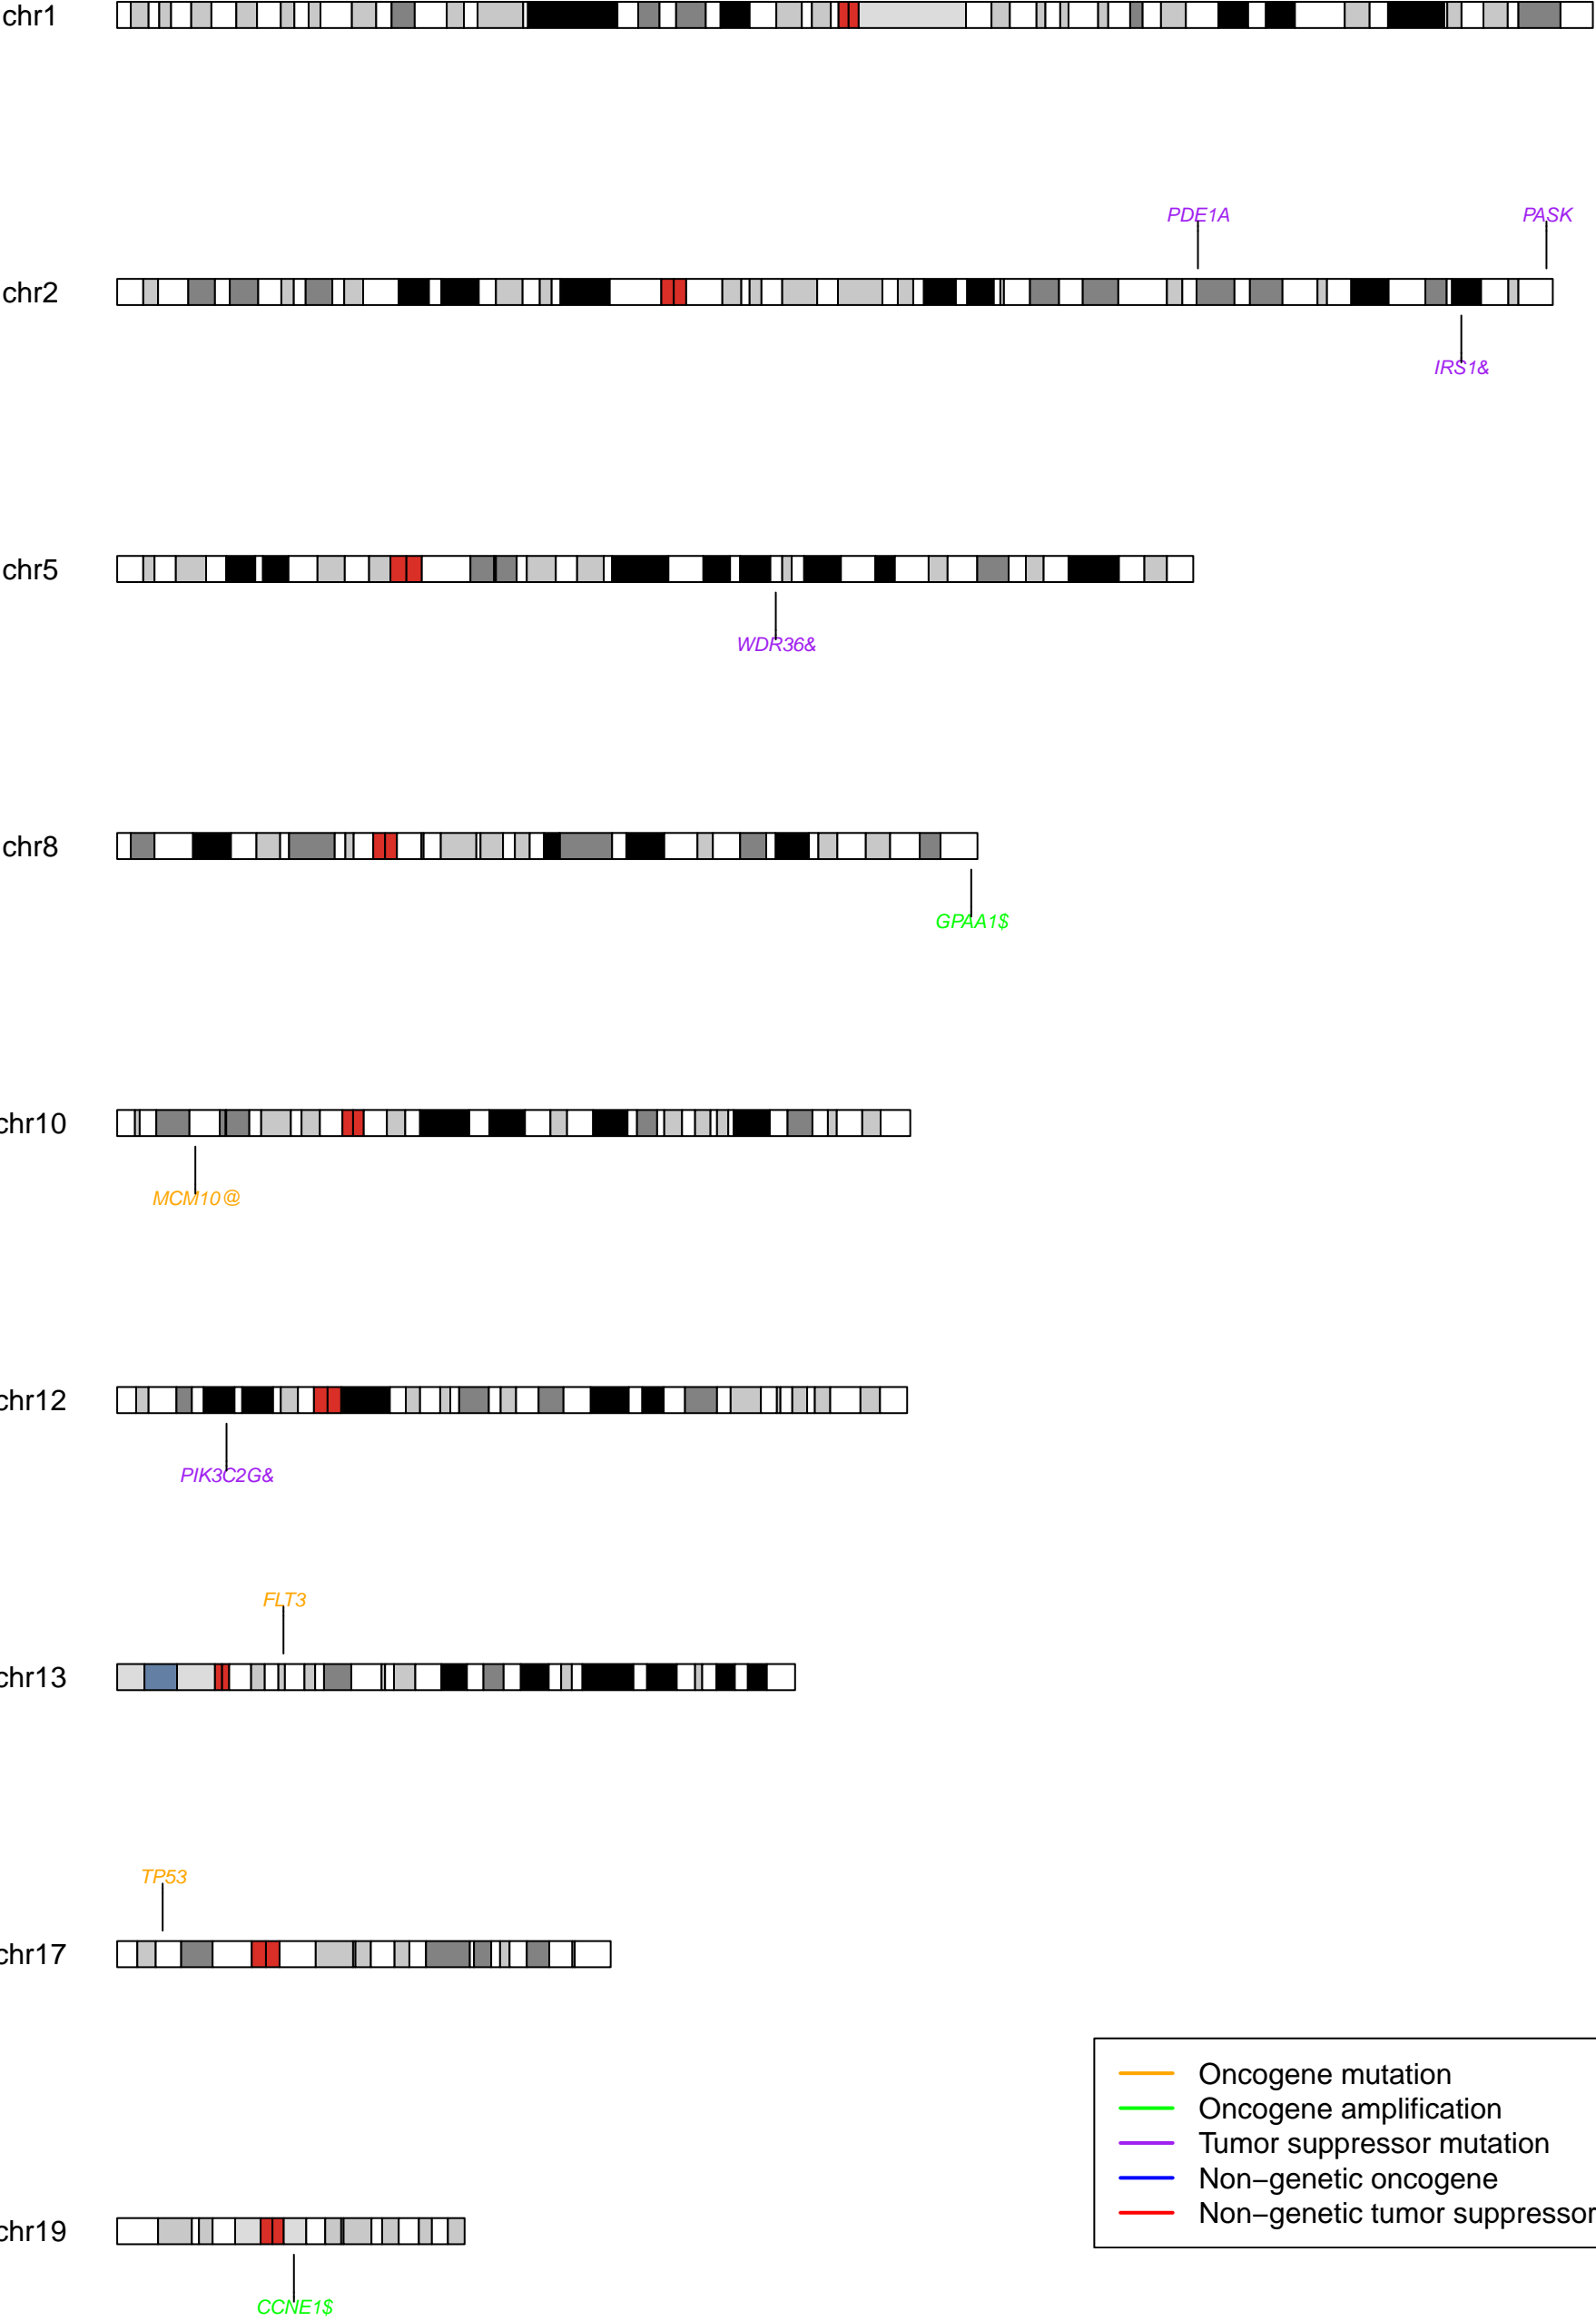 chr1
PDE1A PASK
chr2
IRS1&
chr5
WDR36&
chr8
GPAA1$
chr10
MCM10@
chr12
PIK3C2G&
FLT3
chr13
TP53
chr17
Oncogene mutation
Oncogene amplification
Tumor suppressor mutation
Non−genetic oncogene
Non−genetic tumor suppressor
chr19
CCNE1$